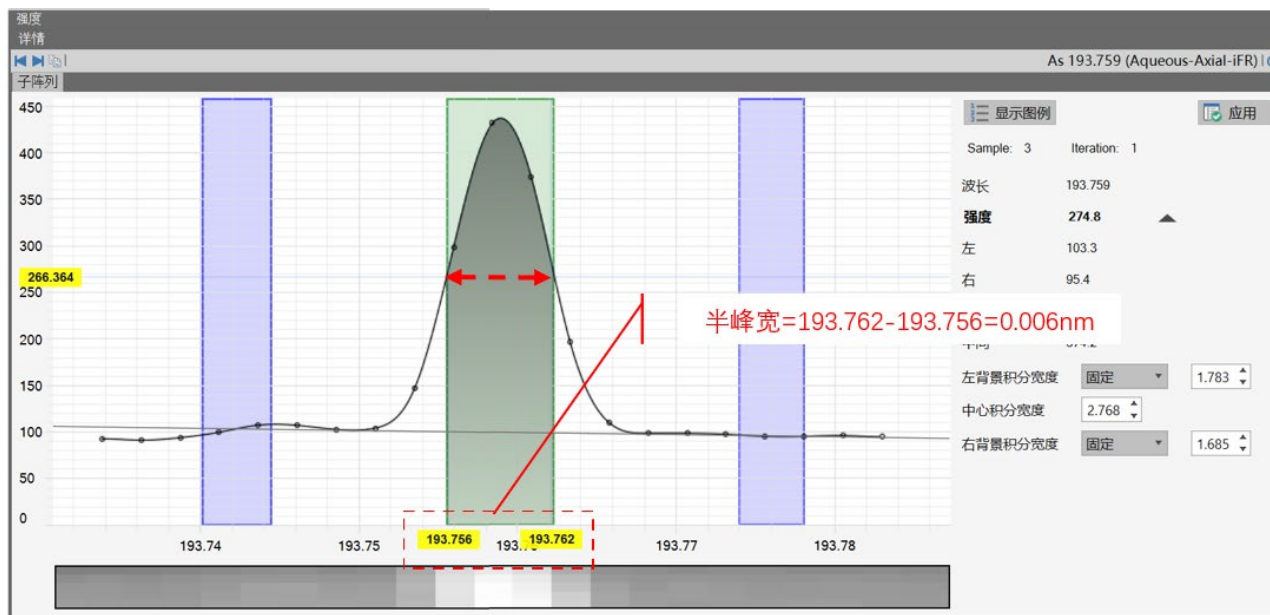 强度
详情
As 193.759 (Aqueous-Axial-iFR)
子阵列
450
400
350
300
266.364
250
200
150
100
50
0
193.74
193.75
193.756
193.762
193.77
193.78
显示图例
应用
Sample: 3 Iteration: 1
波长 193.759
强度 274.8
左 103.3
右 95.4
半峰宽=193.762-193.756=0.006nm
左背景积分宽度 固定 1.783
中心积分宽度 2.768
右背景积分宽度 固定 1.685